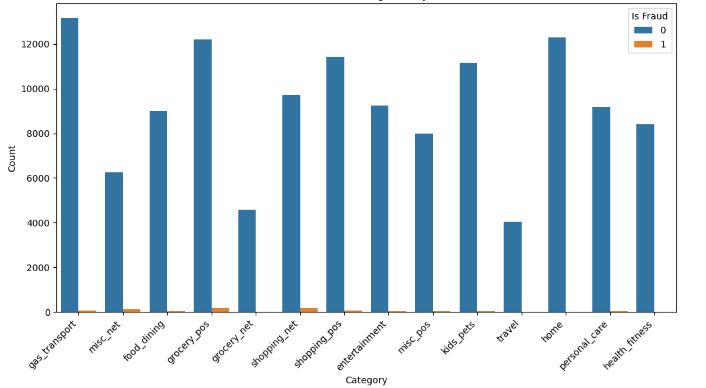 Is Fraud
0
1
12000
10000
8000
6000
4000
2000
0
Count
gas_transport
misc_net
food_dining
grocery_pos
grocery_net
shopping_net
shopping_pos
entertainment
misc_pos
kids_pets
travel
home
personal_care
health_fitness
Category